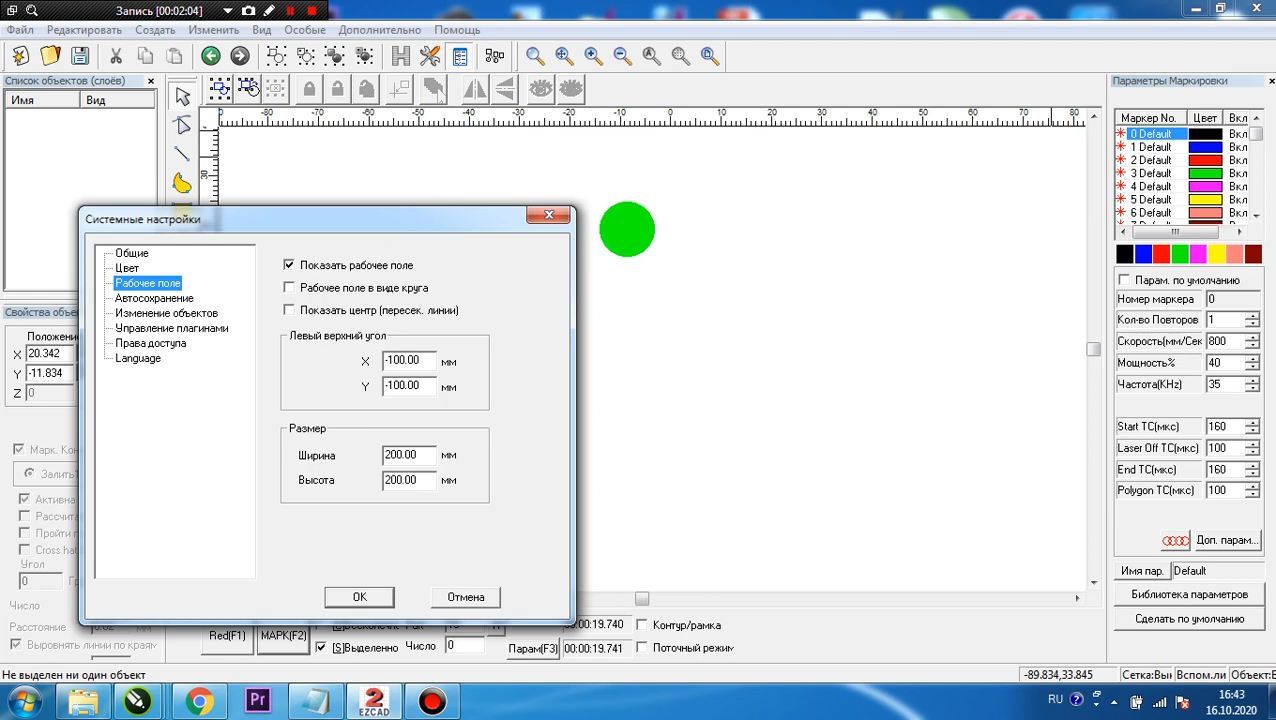 Запись [00:02:04]
Файл Редактировать Создать Изменить Вид Особые Дополнительно Помощь
Список объектов (слоёв)
Имя Вид
-80 -70 -60 -50 -40 -30 -20 -10 0 10 20 30 40 50 60 70 80
30
Параметры Маркировки
Маркер No. Цвет Вкл
0 Default Вкл
1 Default Вкл
2 Default Вкл
3 Default Вкл
4 Default Вкл
5 Default Вкл
6 Default Вкл
Парам. по умолчанию
Номер маркера 0
Кол-во Повторов 1
Скорость(мм/Сек 800
Мощность% 40
Частота(KHz) 35
Start TC(мкс) 160
Laser Off TC(мкс) 100
End TC(мкс) 160
Polygon TC(мкс) 100
Доп. парам...
Имя пар. Default
Библиотека параметров
Сделать по умолчанию
Свойства объе
Положение
X 20.342
Y -11.834
Z 0
Марк. Кон
Залить
Активна
Рассчита
Пройти п
Cross hat
Угол
0
Число
Расстояние
Выровнять линии по краям
Системные настройки
Общие
Цвет
Рабочее поле
Автосохранение
Изменение объектов
Управление плагинами
Права доступа
Language
Показать рабочее поле
Рабочее поле в виде круга
Показать центр (пересек. линии)
Левый верхний угол
X -100.00 мм
Y -100.00 мм
Размер
Ширина 200.00 мм
Высота 200.00 мм
OK Отмена
Red(F1) МАРК(F2)
[S]Выделенно Число 0 Парам(F3)
00:00:19.740 Контур/рамка
00:00:19.741 Поточный режим
Не выделен ни один объект
-89.834,33.845 Сетка:Вык Вспом.ли Объект:В
Pr
2
EZCAD
RU
16:43
16.10.2020